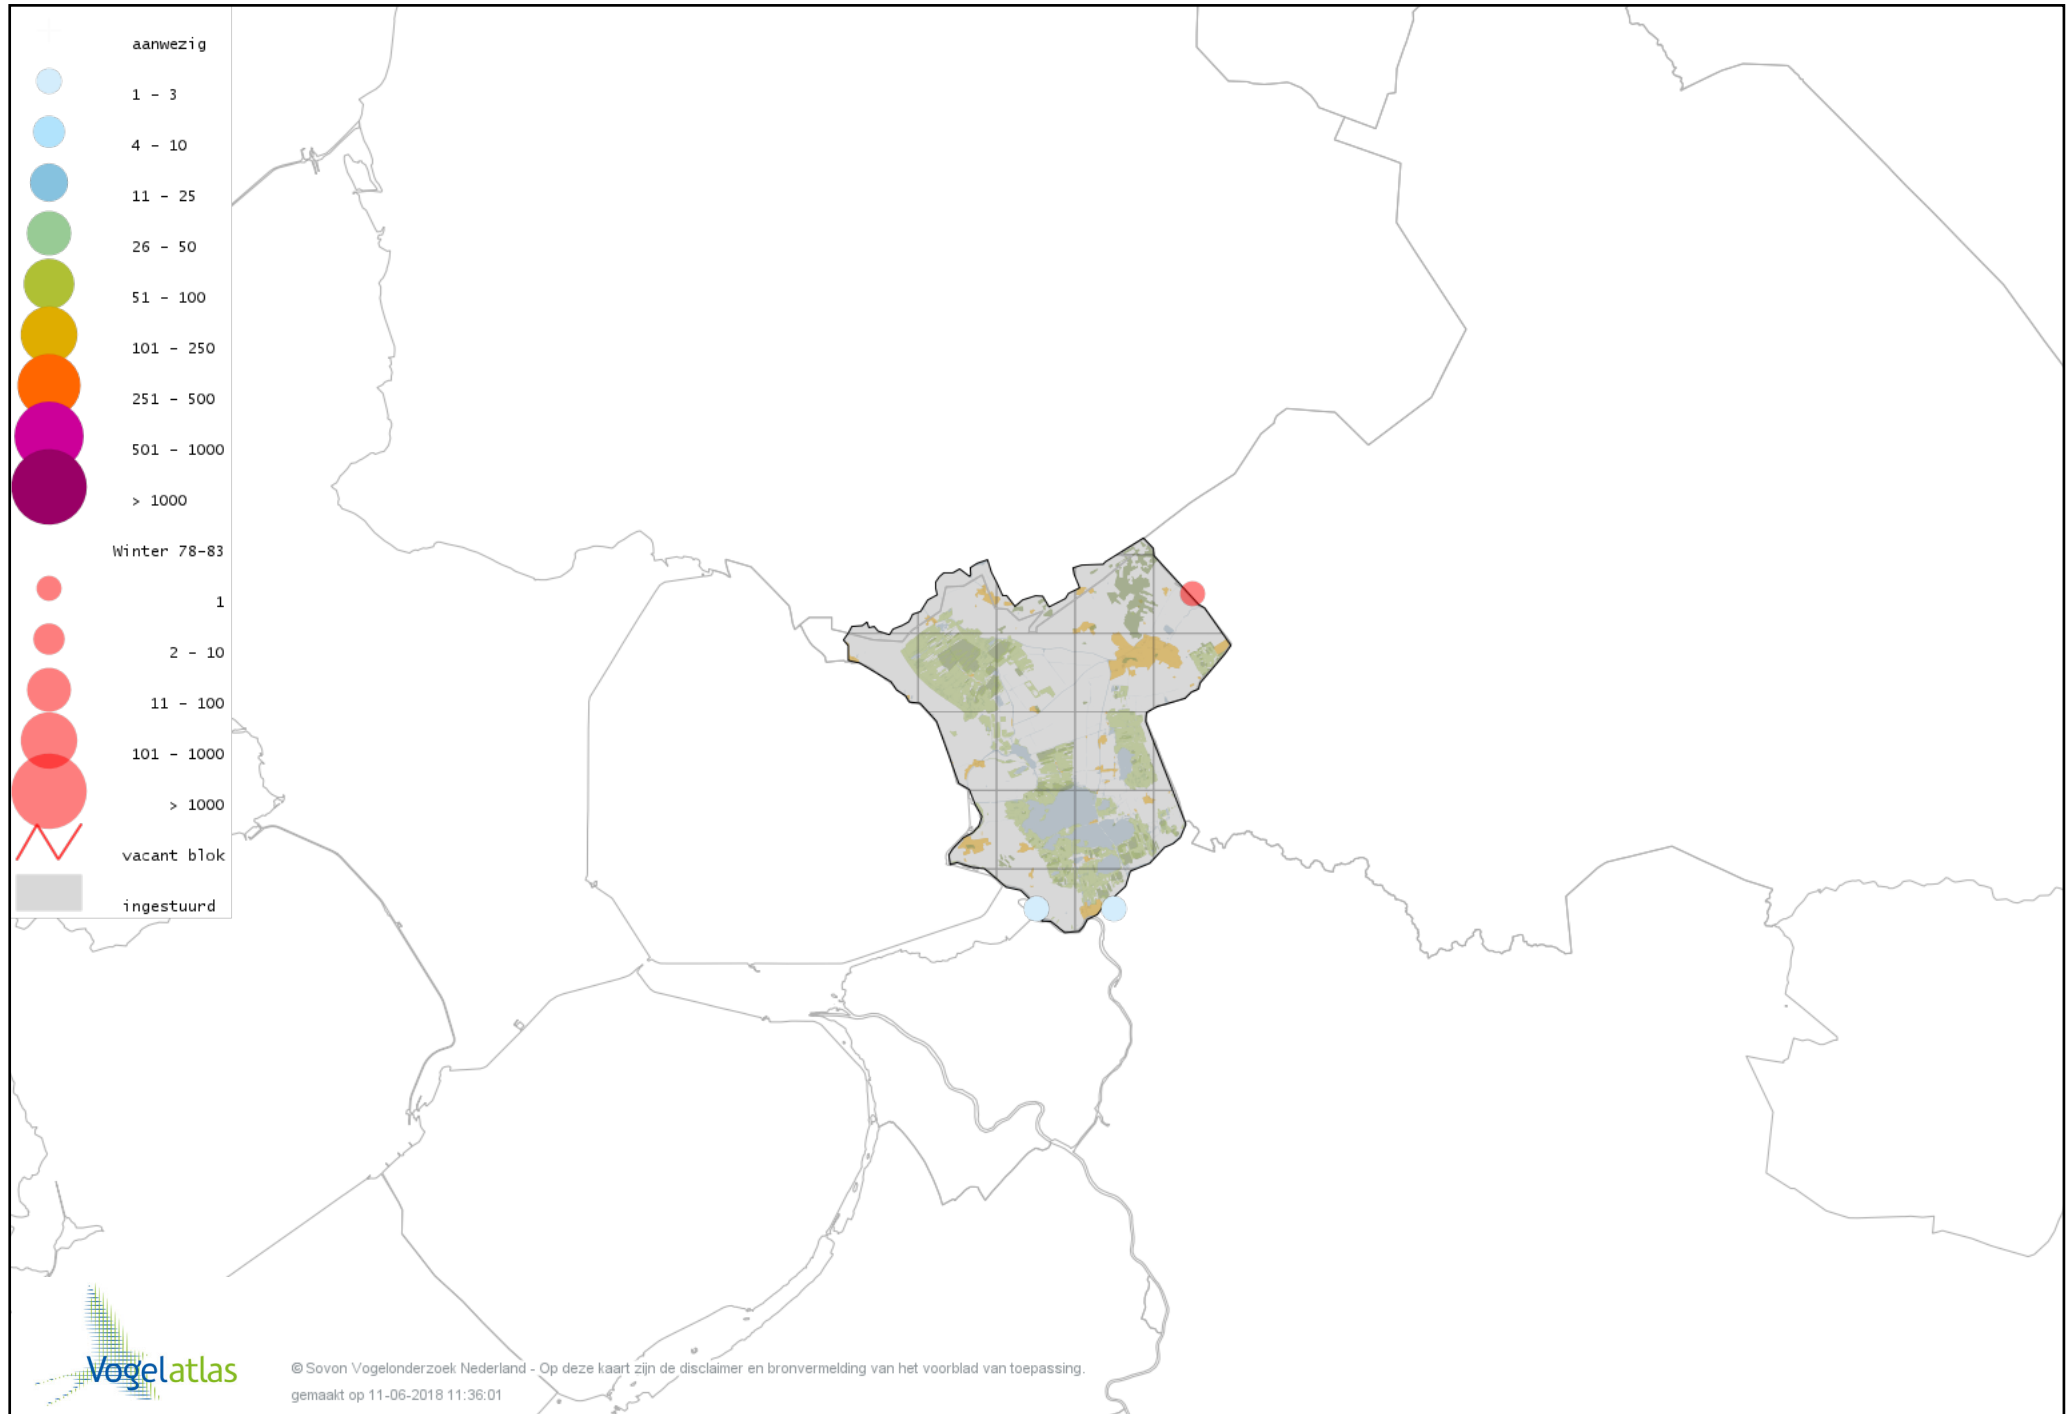 aanwezig
1 - 3
4 - 10
11 - 25
26 - 50
51 - 100
101 - 250
251 - 500
501 - 1000
> 1000
Winter 78-83
1
2 - 10
11 - 100
101 - 1000
> 1000
vacant blok
ingestuurd
Vogelatlas
© Sovon Vogelonderzoek Nederland - Op deze kaart zijn de disclaimer en bronvermelding van het voorblad van toepassing.
gemaakt op 11-06-2018 11:36:01